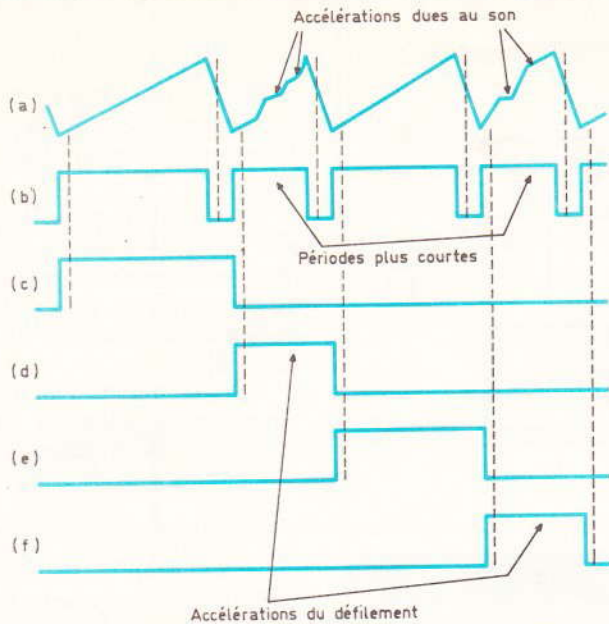 Accélérations dues au son
(a)
(b)
Périodes plus courtes
(c)
(d)
(e)
(f)
Accélérations du défilement